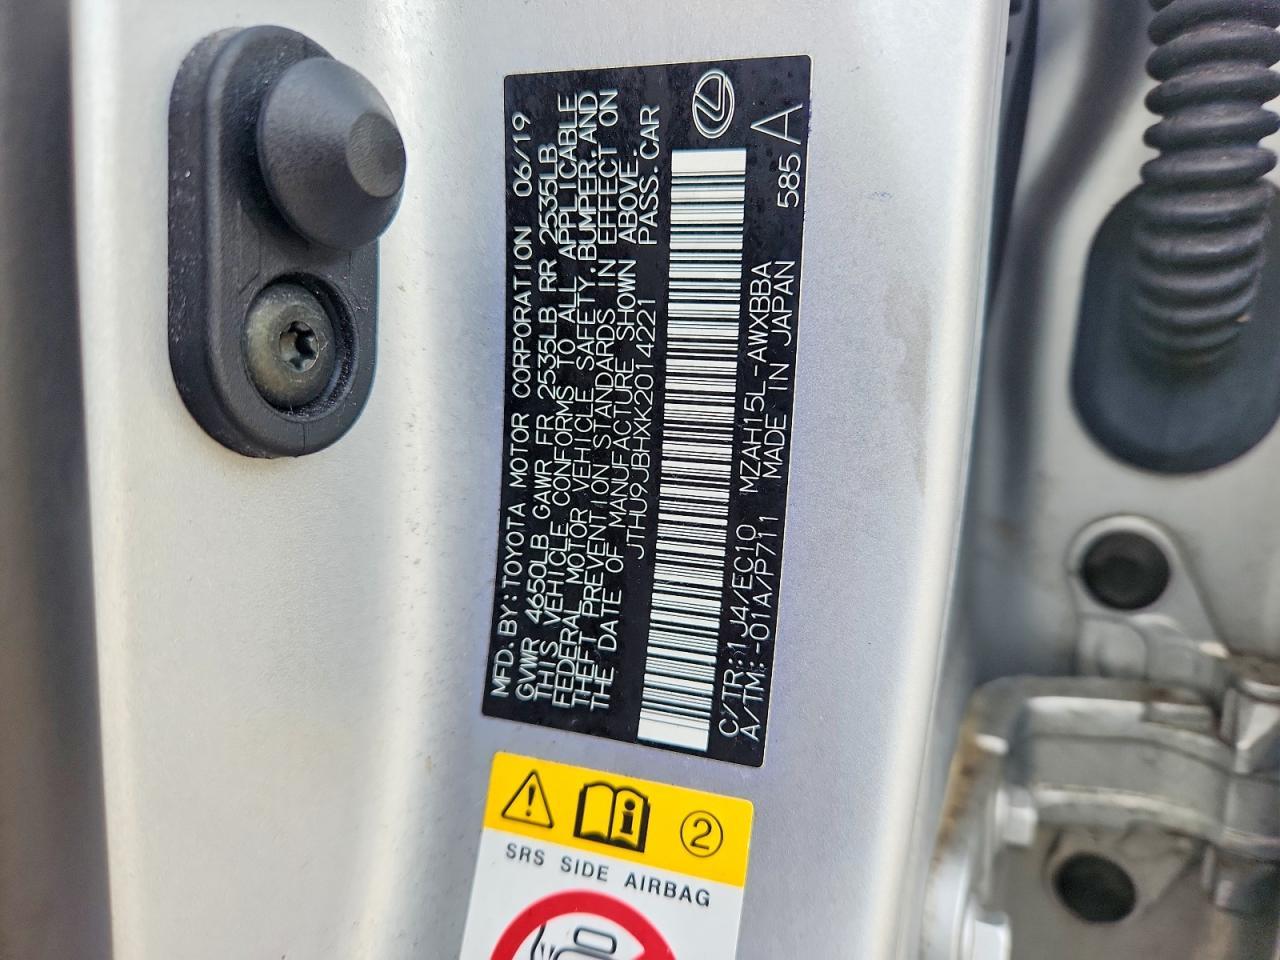 MFD.BY:TOYOTA MOTOR CORPORATION 06/19
GVWR 4650LB GAWR FR 2535LB RR 2535LB
THIS VEHICLE CONFORMS TO ALL APPLICABLE
FEDERAL MOTOR VEHICLE SAFETY,BUMPER,AND
THEFT PREVENTION STANDARDS IN EFFECT ON
THE DATE OF MANUFACTURE SHOWN ABOVE.
JTHU9JBHXK2014221 PASS.CAR
C/TR:1J4/EC10 MZAH15L-AWXBBA 585A
A/TM:-01A/P711 MADE IN JAPAN
2
SRS SIDE AIRBAG